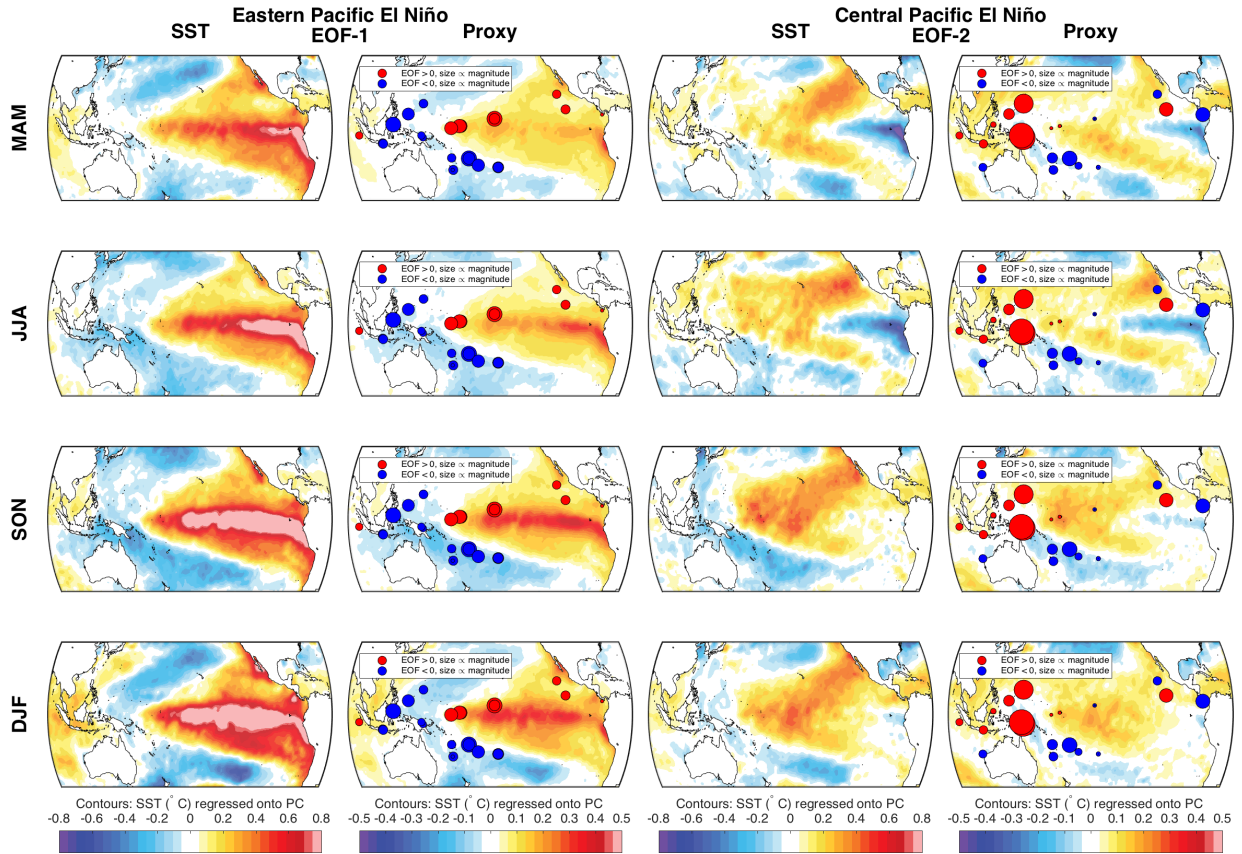 Eastern Pacific El Niño
Central Pacific El Niño
SST EOF-1 Proxy
SST EOF-2 Proxy
MAM
EOF > 0, size ∝ magnitude
EOF < 0, size ∝ magnitude
EOF > 0, size ∝ magnitude
EOF < 0, size ∝ magnitude
JJA
EOF > 0, size ∝ magnitude
EOF < 0, size ∝ magnitude
EOF > 0, size ∝ magnitude
EOF < 0, size ∝ magnitude
SON
EOF > 0, size ∝ magnitude
EOF < 0, size ∝ magnitude
EOF > 0, size ∝ magnitude
EOF < 0, size ∝ magnitude
DJF
EOF > 0, size ∝ magnitude
EOF < 0, size ∝ magnitude
EOF > 0, size ∝ magnitude
EOF < 0, size ∝ magnitude
Contours: SST (° C) regressed onto PC
-0.8 -0.6 -0.4 -0.2 0 0.2 0.4 0.6 0.8
Contours: SST (° C) regressed onto PC
-0.5 -0.4 -0.3 -0.2 -0.1 0 0.1 0.2 0.3 0.4 0.5
Contours: SST (° C) regressed onto PC
-0.8 -0.6 -0.4 -0.2 0 0.2 0.4 0.6 0.8
Contours: SST (° C) regressed onto PC
-0.5 -0.4 -0.3 -0.2 -0.1 0 0.1 0.2 0.3 0.4 0.5